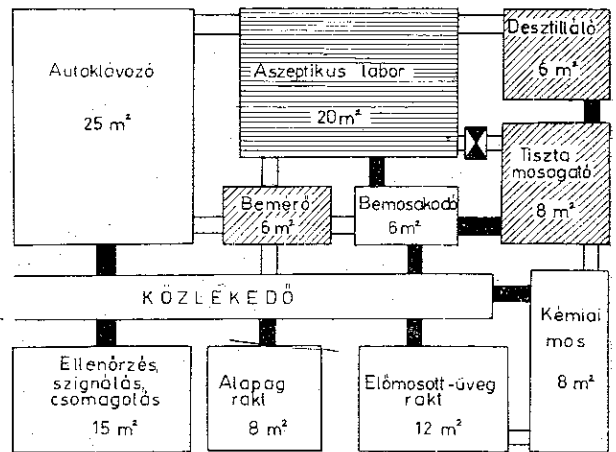 Autoklávozó
25 m²
Aszeptikus labor
20 m²
Desztilláló
6 m²
Tiszta
mosogató
8 m²
Bemérő
6 m²
Bemosakodó
6 m²
KÖZLEKEDŐ
Kémiai
mos
8 m²
Ellenőrzés,
szignálás,
csomagolás
15 m²
Alapag
rakt
8 m²
Előmosott-üveg
rakt
12 m²